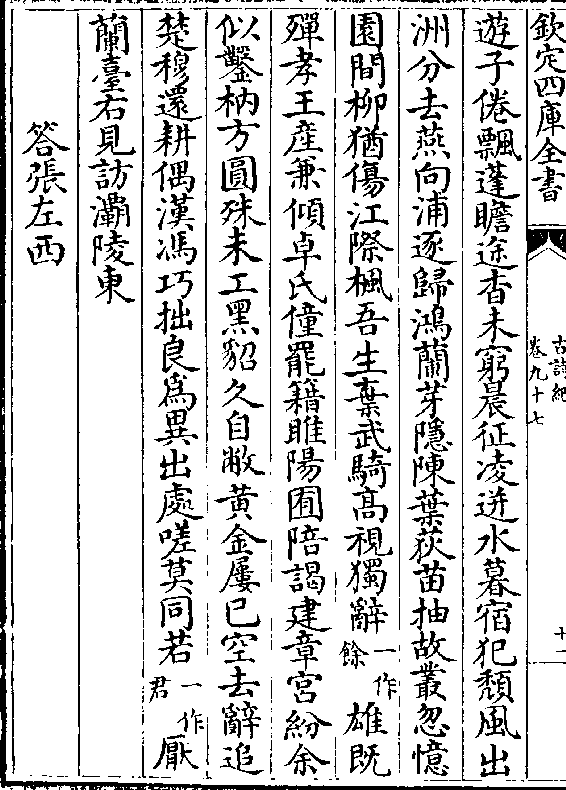 欽定四庫全書
古詩紀
卷九十七
十二
遊子倦飄蓬瞻途杳未窮晨征凌迸水暮宿犯頹風出
洲分去燕向浦逐歸鴻蘭芽隱陳葉荻苗抽故叢忽憶
園間柳猶傷江際楓吾生棄武騎高視獨辭一作餘雄既
殫孝王産兼傾卓氏僮罷籍睢陽囿陪謁建章宮紛余
似鑿枘方圓殊未工黑貂久自敝黃金屢已空去辭追
楚穆還耕偶漢馮巧拙良爲異出處嗟莫同若一作君厭
蘭臺右見訪灞陵東
答張左西